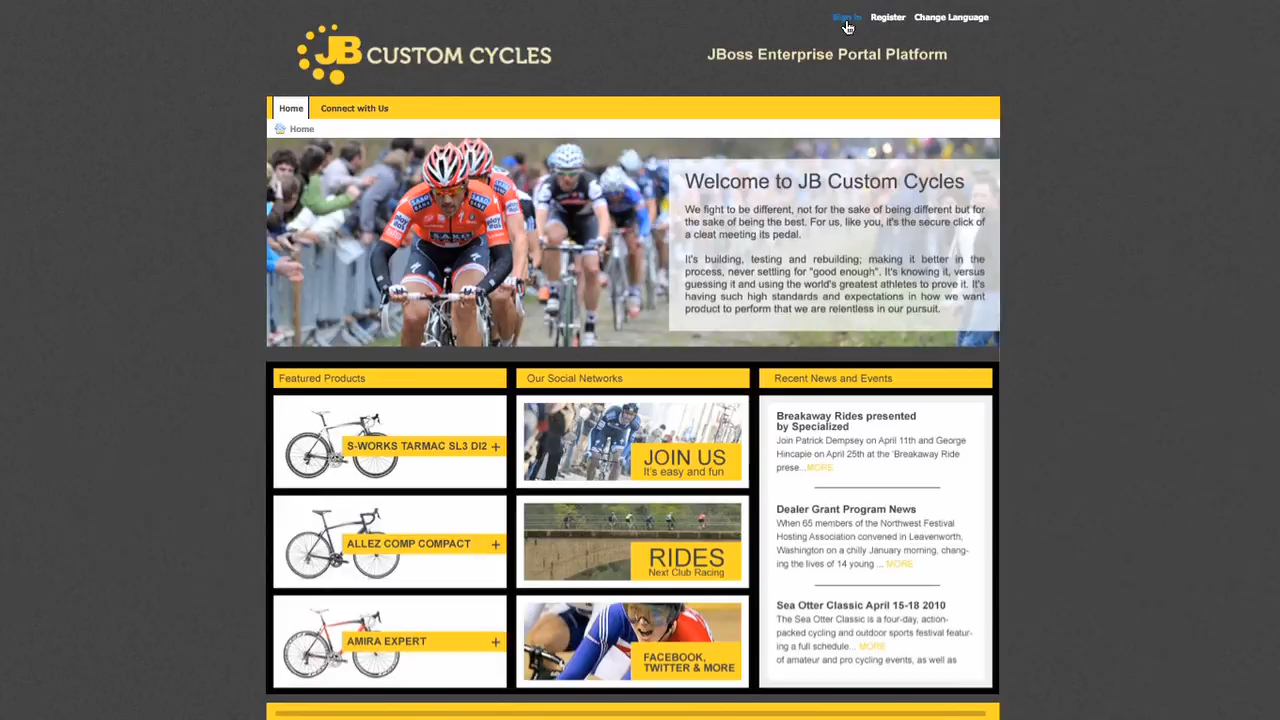 Sign In Register Change Language
JB CUSTOM CYCLES
JBoss Enterprise Portal Platform
Home Connect with Us
Home
Welcome to JB Custom Cycles
We fight to be different, not for the sake of being different but for
the sake of being the best. For us, like you, it's the secure click of
a cleat meeting its pedal.
It's building, testing and rebuilding; making it better in the
process, never settling for "good enough". It's knowing it, versus
guessing it and using the world's greatest athletes to prove it. It's
having such high standards and expectations in how we want
product to perform that we are relentless in our pursuit.
Featured Products
S-WORKS TARMAC SL3 DI2 +
ALLEZ COMP COMPACT +
AMIRA EXPERT +
Our Social Networks
JOIN US
It's easy and fun
RIDES
Next Club Racing
FACEBOOK,
TWITTER & MORE
Recent News and Events
Breakaway Rides presented
by Specialized
Join Patrick Dempsey on April 11th and George
Hincapie on April 25th at the 'Breakaway Ride
prese...MORE
Dealer Grant Program News
When 65 members of the Northwest Festival
Hosting Association convened in Leavenworth,
Washington on a chilly January morning, chang-
ing the lives of 14 young ... MORE
Sea Otter Classic April 15-18 2010
The Sea Otter Classic is a four-day, action-
packed cycling and outdoor sports festival featur-
ing a full schedule... MORE
of amateur and pro cycling events, as well as